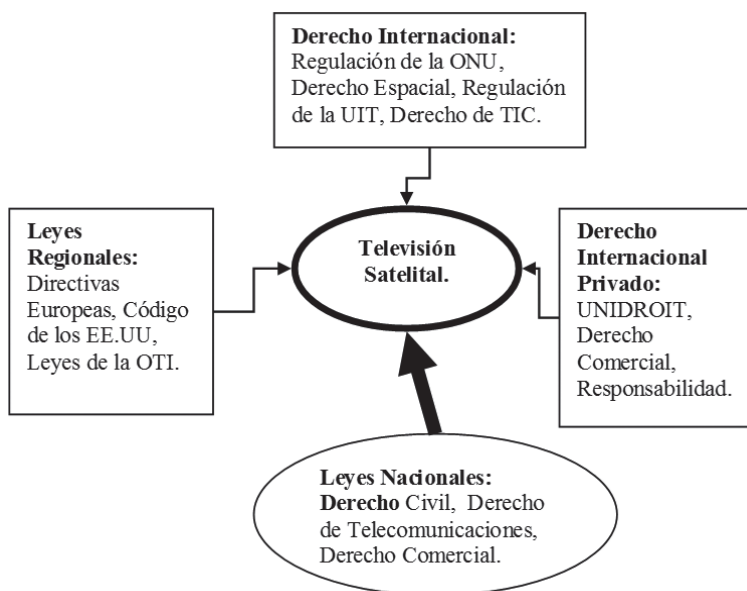 Derecho Internacional:
Regulación de la ONU,
Derecho Espacial, Regulación
de la UIT, Derecho de TIC.
Leyes
Regionales:
Directivas
Europeas, Código
de los EE.UU,
Leyes de la OTI.
Televisión
Satelital.
Derecho
Internacional
Privado:
UNIDROIT,
Derecho
Comercial,
Responsabilidad.
Leyes Nacionales:
Derecho Civil, Derecho
de Telecomunicaciones,
Derecho Comercial.